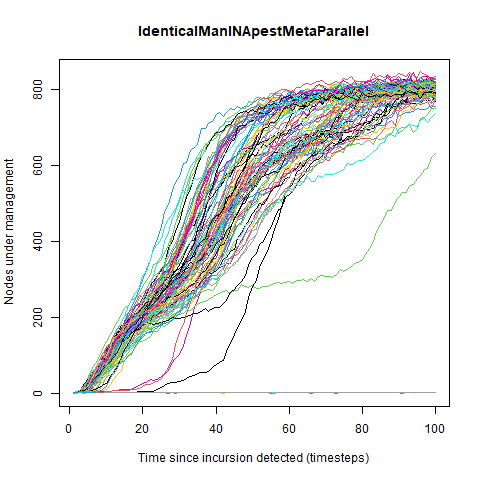 IdenticalManINApestMetaParallel
Nodes under management
800
600
400
200
0
0 20 40 60 80 100
Time since incursion detected (timesteps)